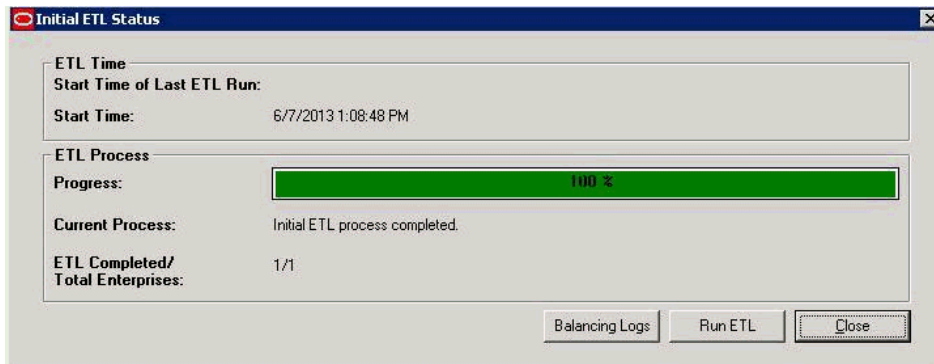 Initial ETL Status
ETL Time
Start Time of Last ETL Run:
Start Time: 6/7/2013 1:08:48 PM
ETL Process
Progress: 100 %
Current Process: Initial ETL process completed.
ETL Completed/
Total Enterprises: 1/1
Balancing Logs Run ETL Close